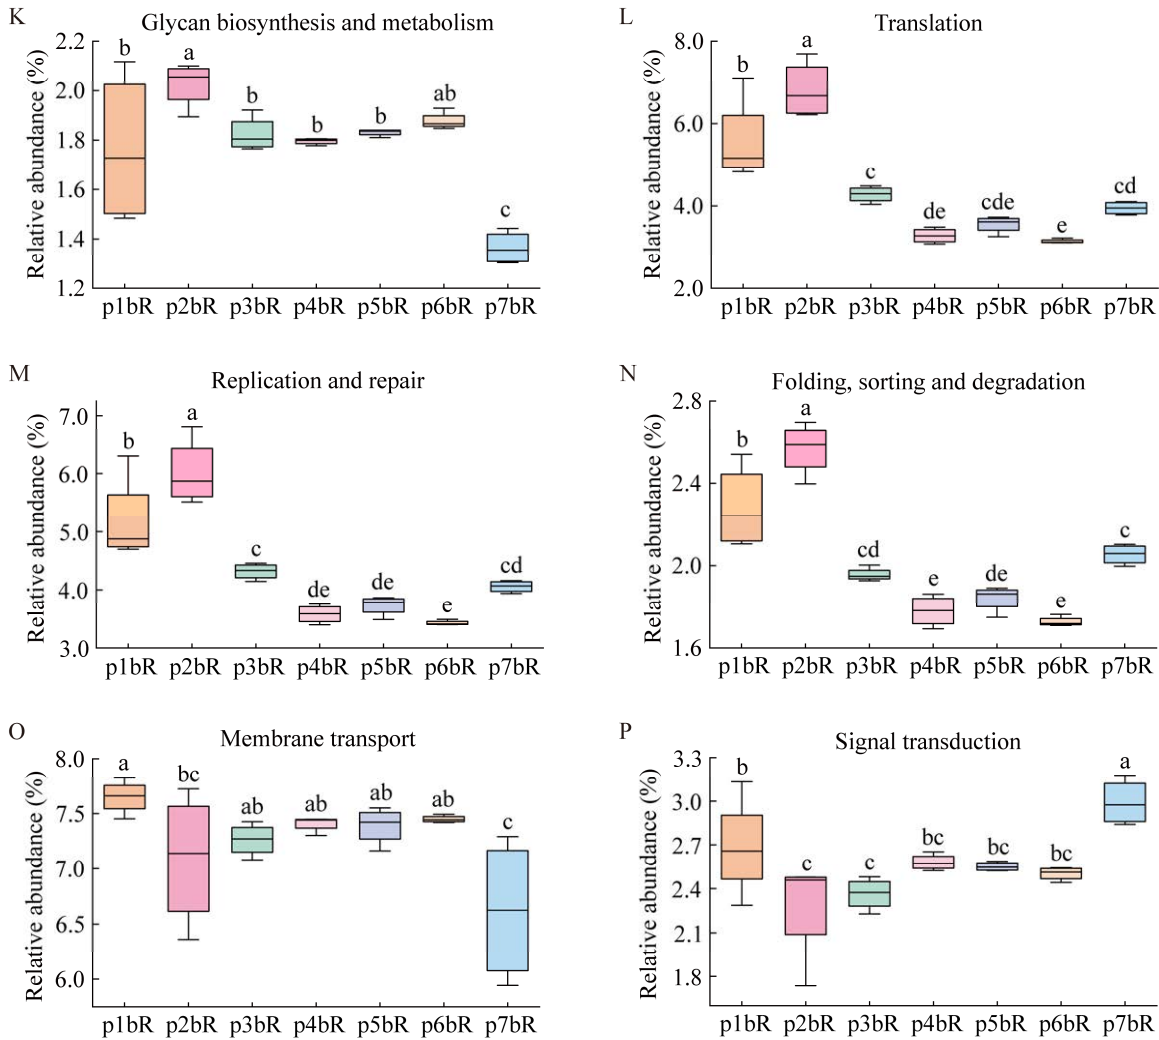 K
Glycan biosynthesis and metabolism
Relative abundance (%)
2.2
2.0
1.8
1.6
1.4
1.2
b
a
b
b
b
ab
c
p1bR p2bR p3bR p4bR p5bR p6bR p7bR
L
Translation
Relative abundance (%)
8.0
6.0
4.0
2.0
b
a
c
de
cde
e
cd
p1bR p2bR p3bR p4bR p5bR p6bR p7bR
M
Replication and repair
Relative abundance (%)
7.0
6.0
5.0
4.0
3.0
b
a
c
de
de
e
cd
p1bR p2bR p3bR p4bR p5bR p6bR p7bR
N
Folding, sorting and degradation
Relative abundance (%)
2.8
2.4
2.0
1.6
b
a
cd
e
de
e
c
p1bR p2bR p3bR p4bR p5bR p6bR p7bR
O
Membrane transport
Relative abundance (%)
8.0
7.5
7.0
6.5
6.0
a
bc
ab
ab
ab
ab
c
p1bR p2bR p3bR p4bR p5bR p6bR p7bR
P
Signal transduction
Relative abundance (%)
3.3
3.0
2.7
2.4
2.1
1.8
b
c
c
bc
bc
bc
a
p1bR p2bR p3bR p4bR p5bR p6bR p7bR